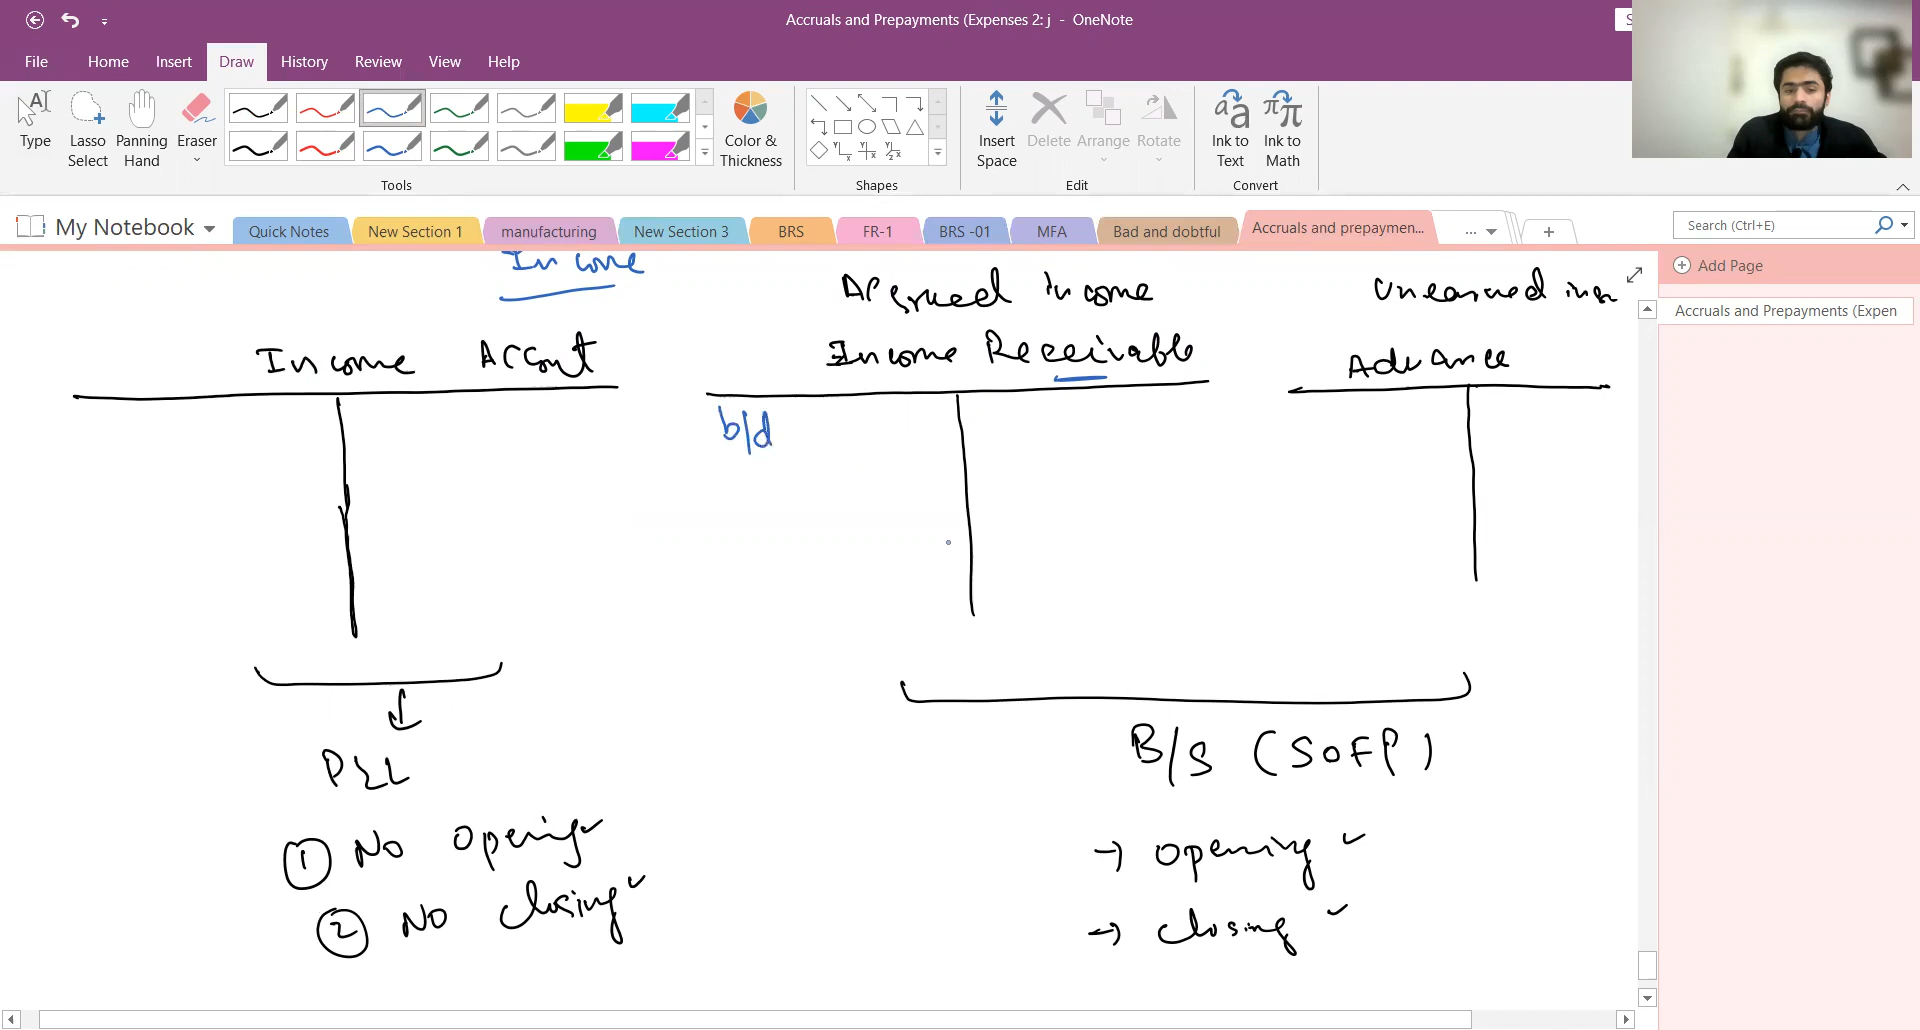 Accruals and Prepayments (Expenses 2: j - OneNote
File Home Insert Draw History Review View Help
Type
Lasso Select
Panning Hand
Eraser
Color & Thickness
Insert Space
Delete
Arrange
Rotate
Ink to Text
Ink to Math
Tools
Shapes
Edit
Convert
My Notebook
Quick Notes
New Section 1
manufacturing
New Section 3
BRS
FR-1
BRS -01
MFA
Bad and doubtful
Accruals and prepaymen...
...
Search (Ctrl+E)
Add Page
Accruals and Prepayments (Expen
Income
Income Account
Income
Income Receivable
Unearned
Advance
b/d
P&L
1 No opening
2 No closing
B/S (SOFP)
→ opening
→ closing